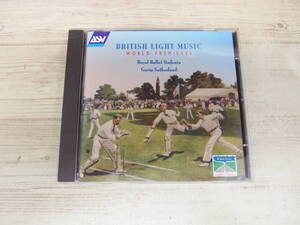 ASV
BRITISH LIGHT MUSIC
WORLD PREMIERES
Royal Ballet Sinfonia
Gavin Sutherland